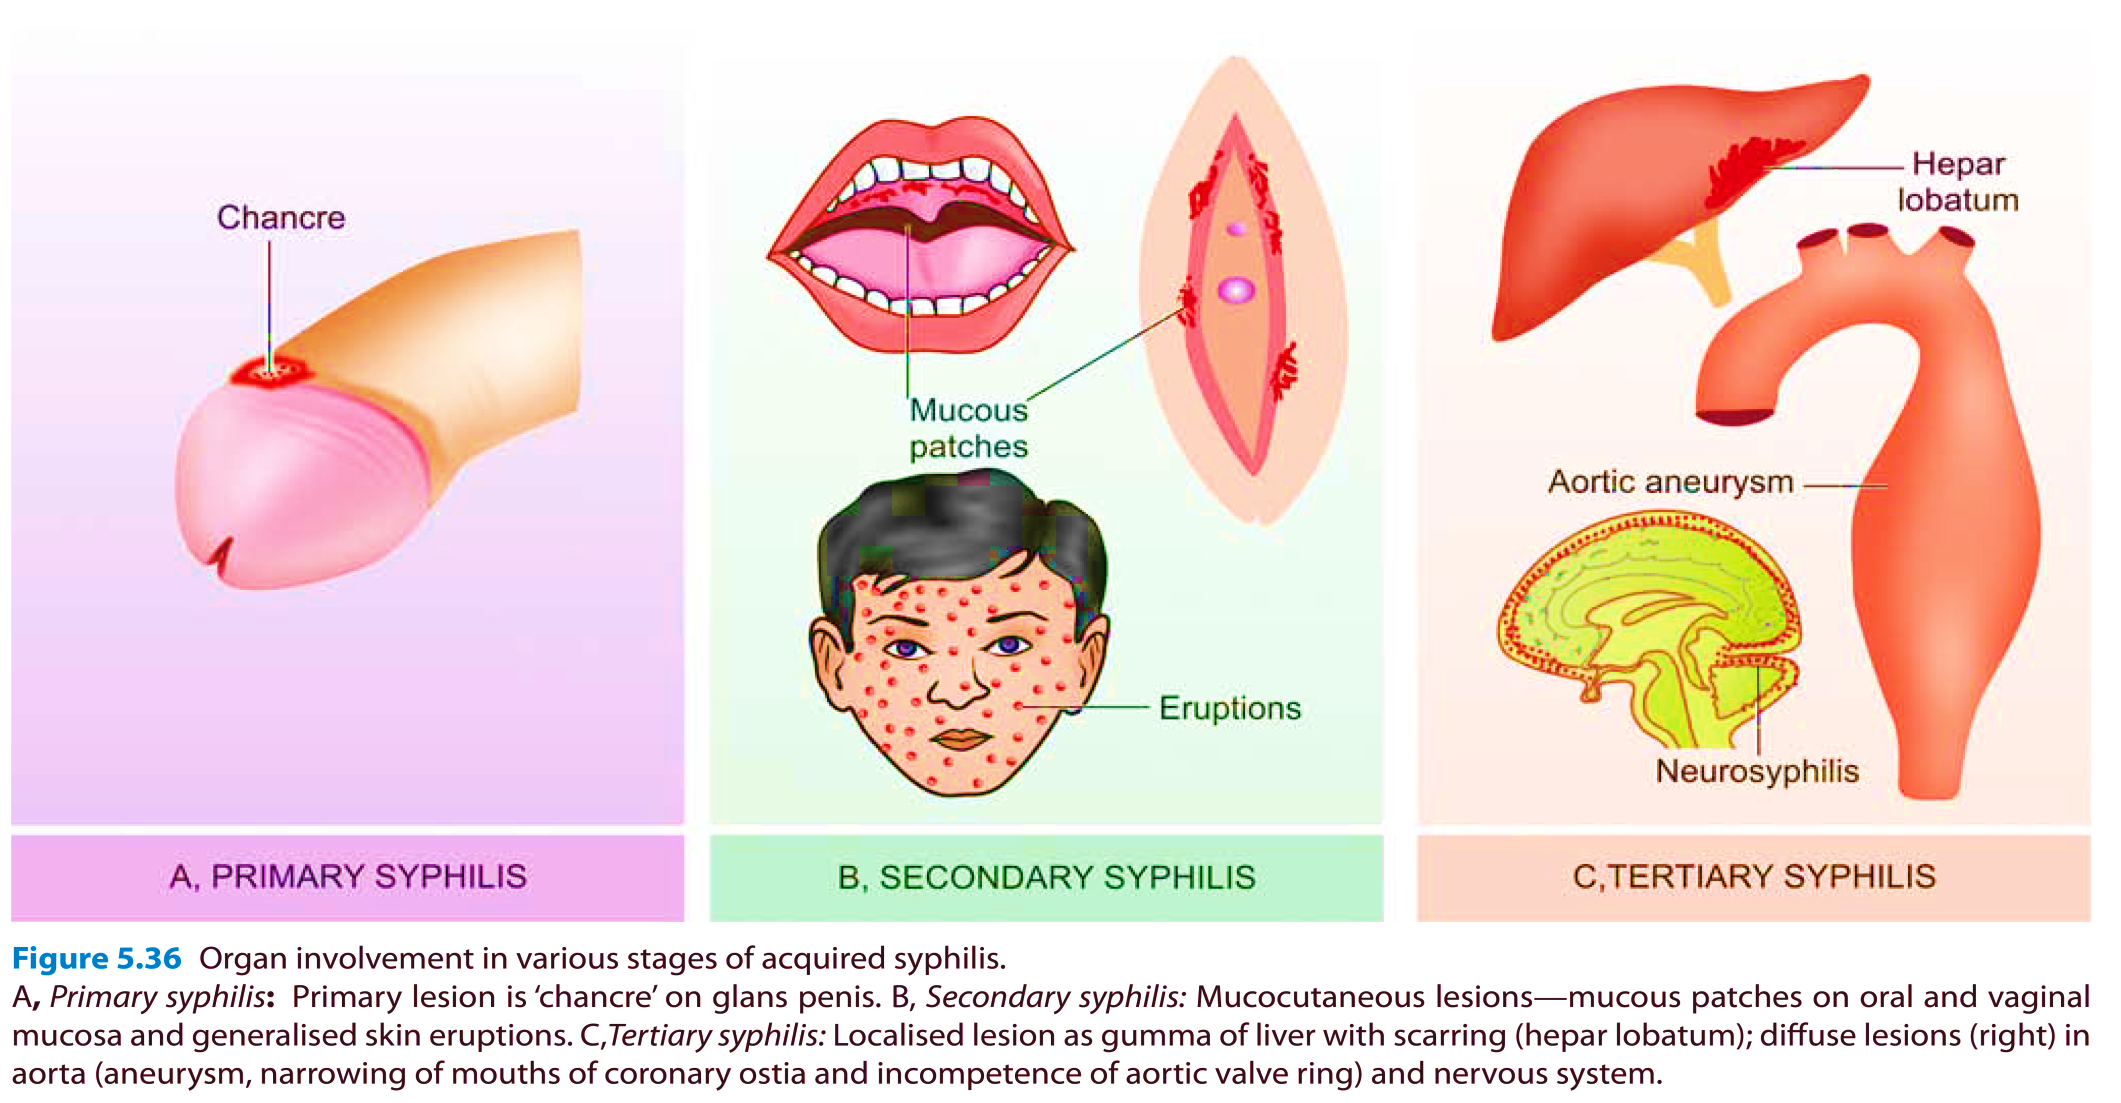 Chancre
A, PRIMARY SYPHILIS
Mucous
patches
Eruptions
B, SECONDARY SYPHILIS
Hepar
lobatum
Aortic aneurysm
Neurosyphilis
C,TERTIARY SYPHILIS
Figure 5.36 Organ involvement in various stages of acquired syphilis.
A, Primary syphilis: Primary lesion is ‘chancre’ on glans penis. B, Secondary syphilis: Mucocutaneous lesions—mucous patches on oral and vaginal
mucosa and generalised skin eruptions. C,Tertiary syphilis: Localised lesion as gumma of liver with scarring (hepar lobatum); diffuse lesions (right) in
aorta (aneurysm, narrowing of mouths of coronary ostia and incompetence of aortic valve ring) and nervous system.